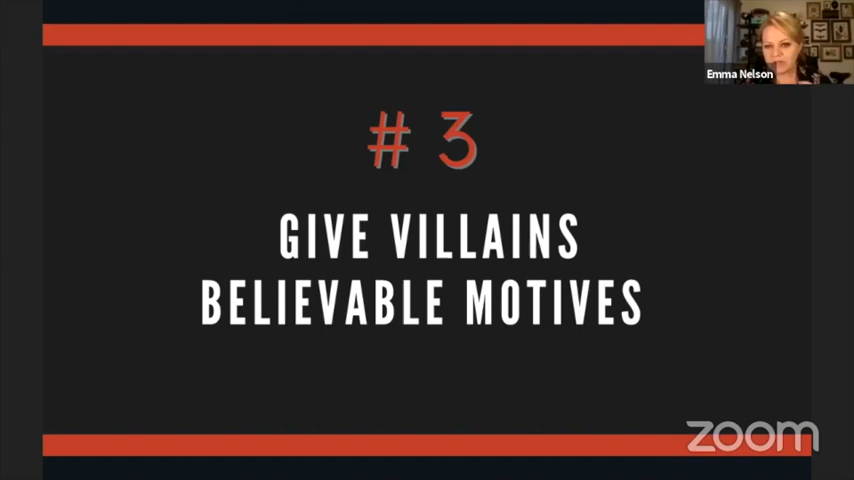 Emma Nelson
# 3
GIVE VILLAINS
BELIEVABLE MOTIVES
zoom